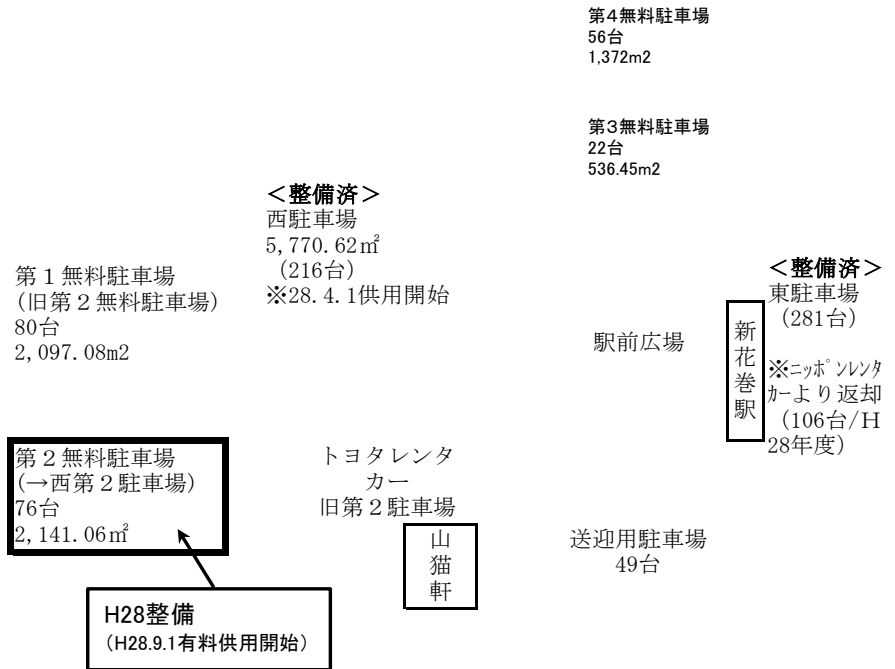 第４無料駐車場
56台
1,372m2
第３無料駐車場
22台
536.45m2
＜整備済＞
西駐車場
5,770.62㎡
（216台）
※28.4.1供用開始
第１無料駐車場
(旧第２無料駐車場)
80台
2,097.08m2
＜整備済＞
東駐車場
（281台）
※ﾆｯﾎﾟﾝﾚﾝﾀ
ｶｰより返却
（106台/H
28年度）
駅前広場
新花巻駅
第２無料駐車場
(→西第２駐車場)
76台
2,141.06㎡
トヨタレンタ
カー
旧第２駐車場
山猫軒
送迎用駐車場
49台
H28整備
（H28.9.1有料供用開始）